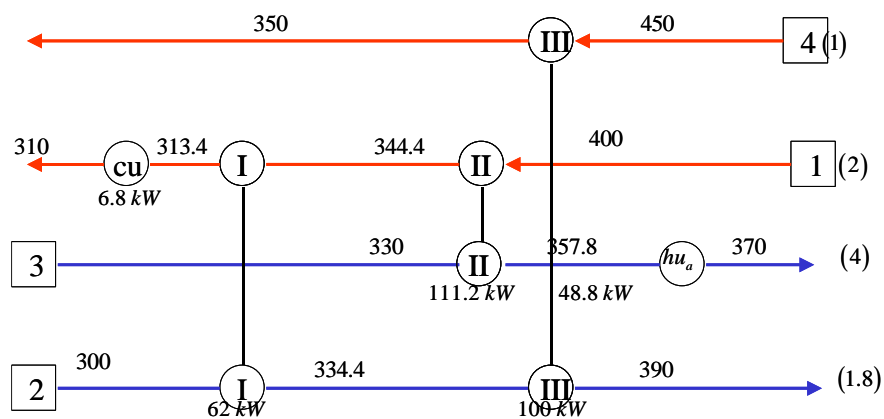 350 III 450 4 (1)
310 cu 313.4 I 344.4 II 400 1 (2)
6.8 kW
3 330 II 357.8 hu_a 370 (4)
111.2 kW 48.8 kW
2 300 I 334.4 III 390 (1.8)
62 kW 100 kW